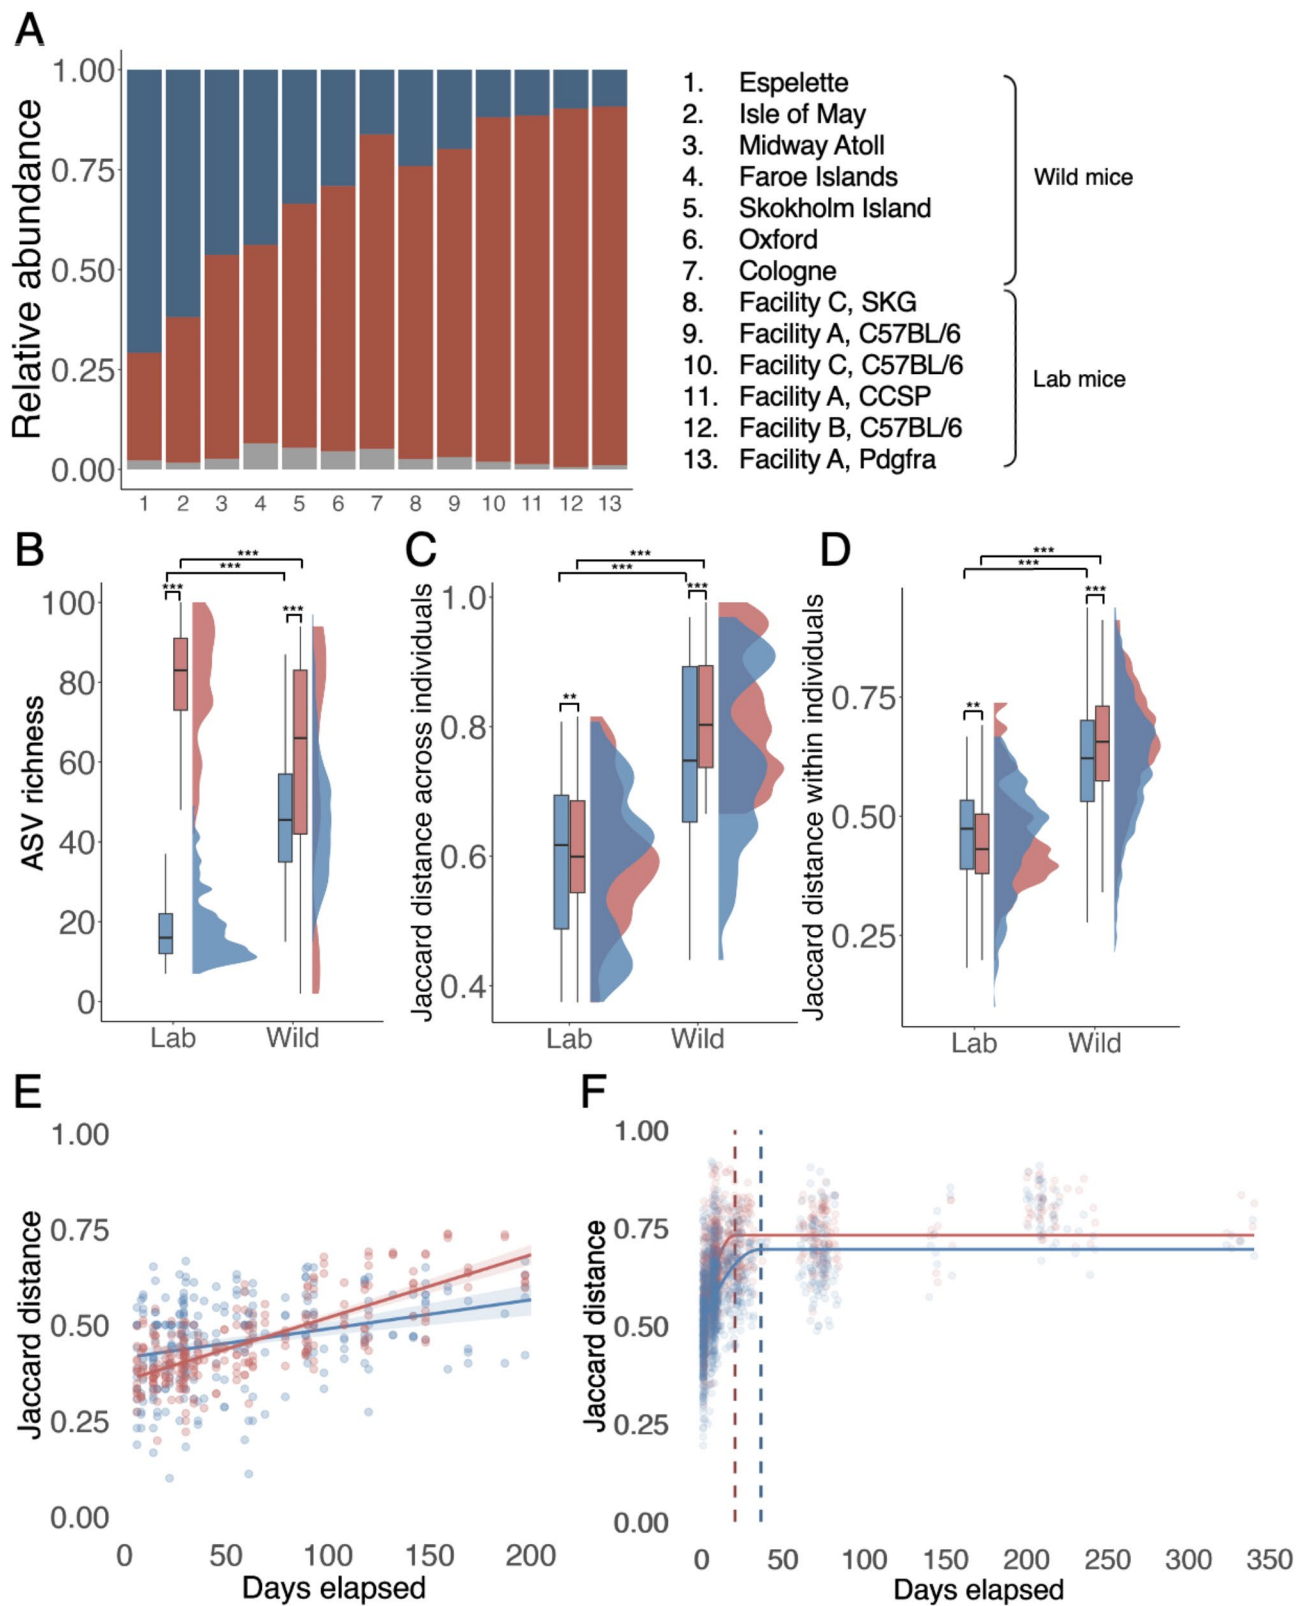 A
Relative abundance
1.00
0.75
0.50
0.25
0.00
1 2 3 4 5 6 7 8 9 10 11 12 13
1. Espelette
2. Isle of May
3. Midway Atoll
4. Faroe Islands
5. Skokholm Island
6. Oxford
7. Cologne
8. Facility C, SKG
9. Facility A, C57BL/6
10. Facility C, C57BL/6
11. Facility A, CCSP
12. Facility B, C57BL/6
13. Facility A, Pdgfra
Wild mice
Lab mice
B
ASV richness
100
80
60
40
20
0
***
***
***
***
Lab Wild
C
Jaccard distance across individuals
1.0
0.8
0.6
0.4
***
***
***
**
Lab Wild
D
Jaccard distance within individuals
0.75
0.50
0.25
***
***
***
**
Lab Wild
E
Jaccard distance
1.00
0.75
0.50
0.25
0.00
0 50 100 150 200
Days elapsed
F
Jaccard distance
1.00
0.75
0.50
0.25
0.00
0 50 100 150 200 250 300 350
Days elapsed